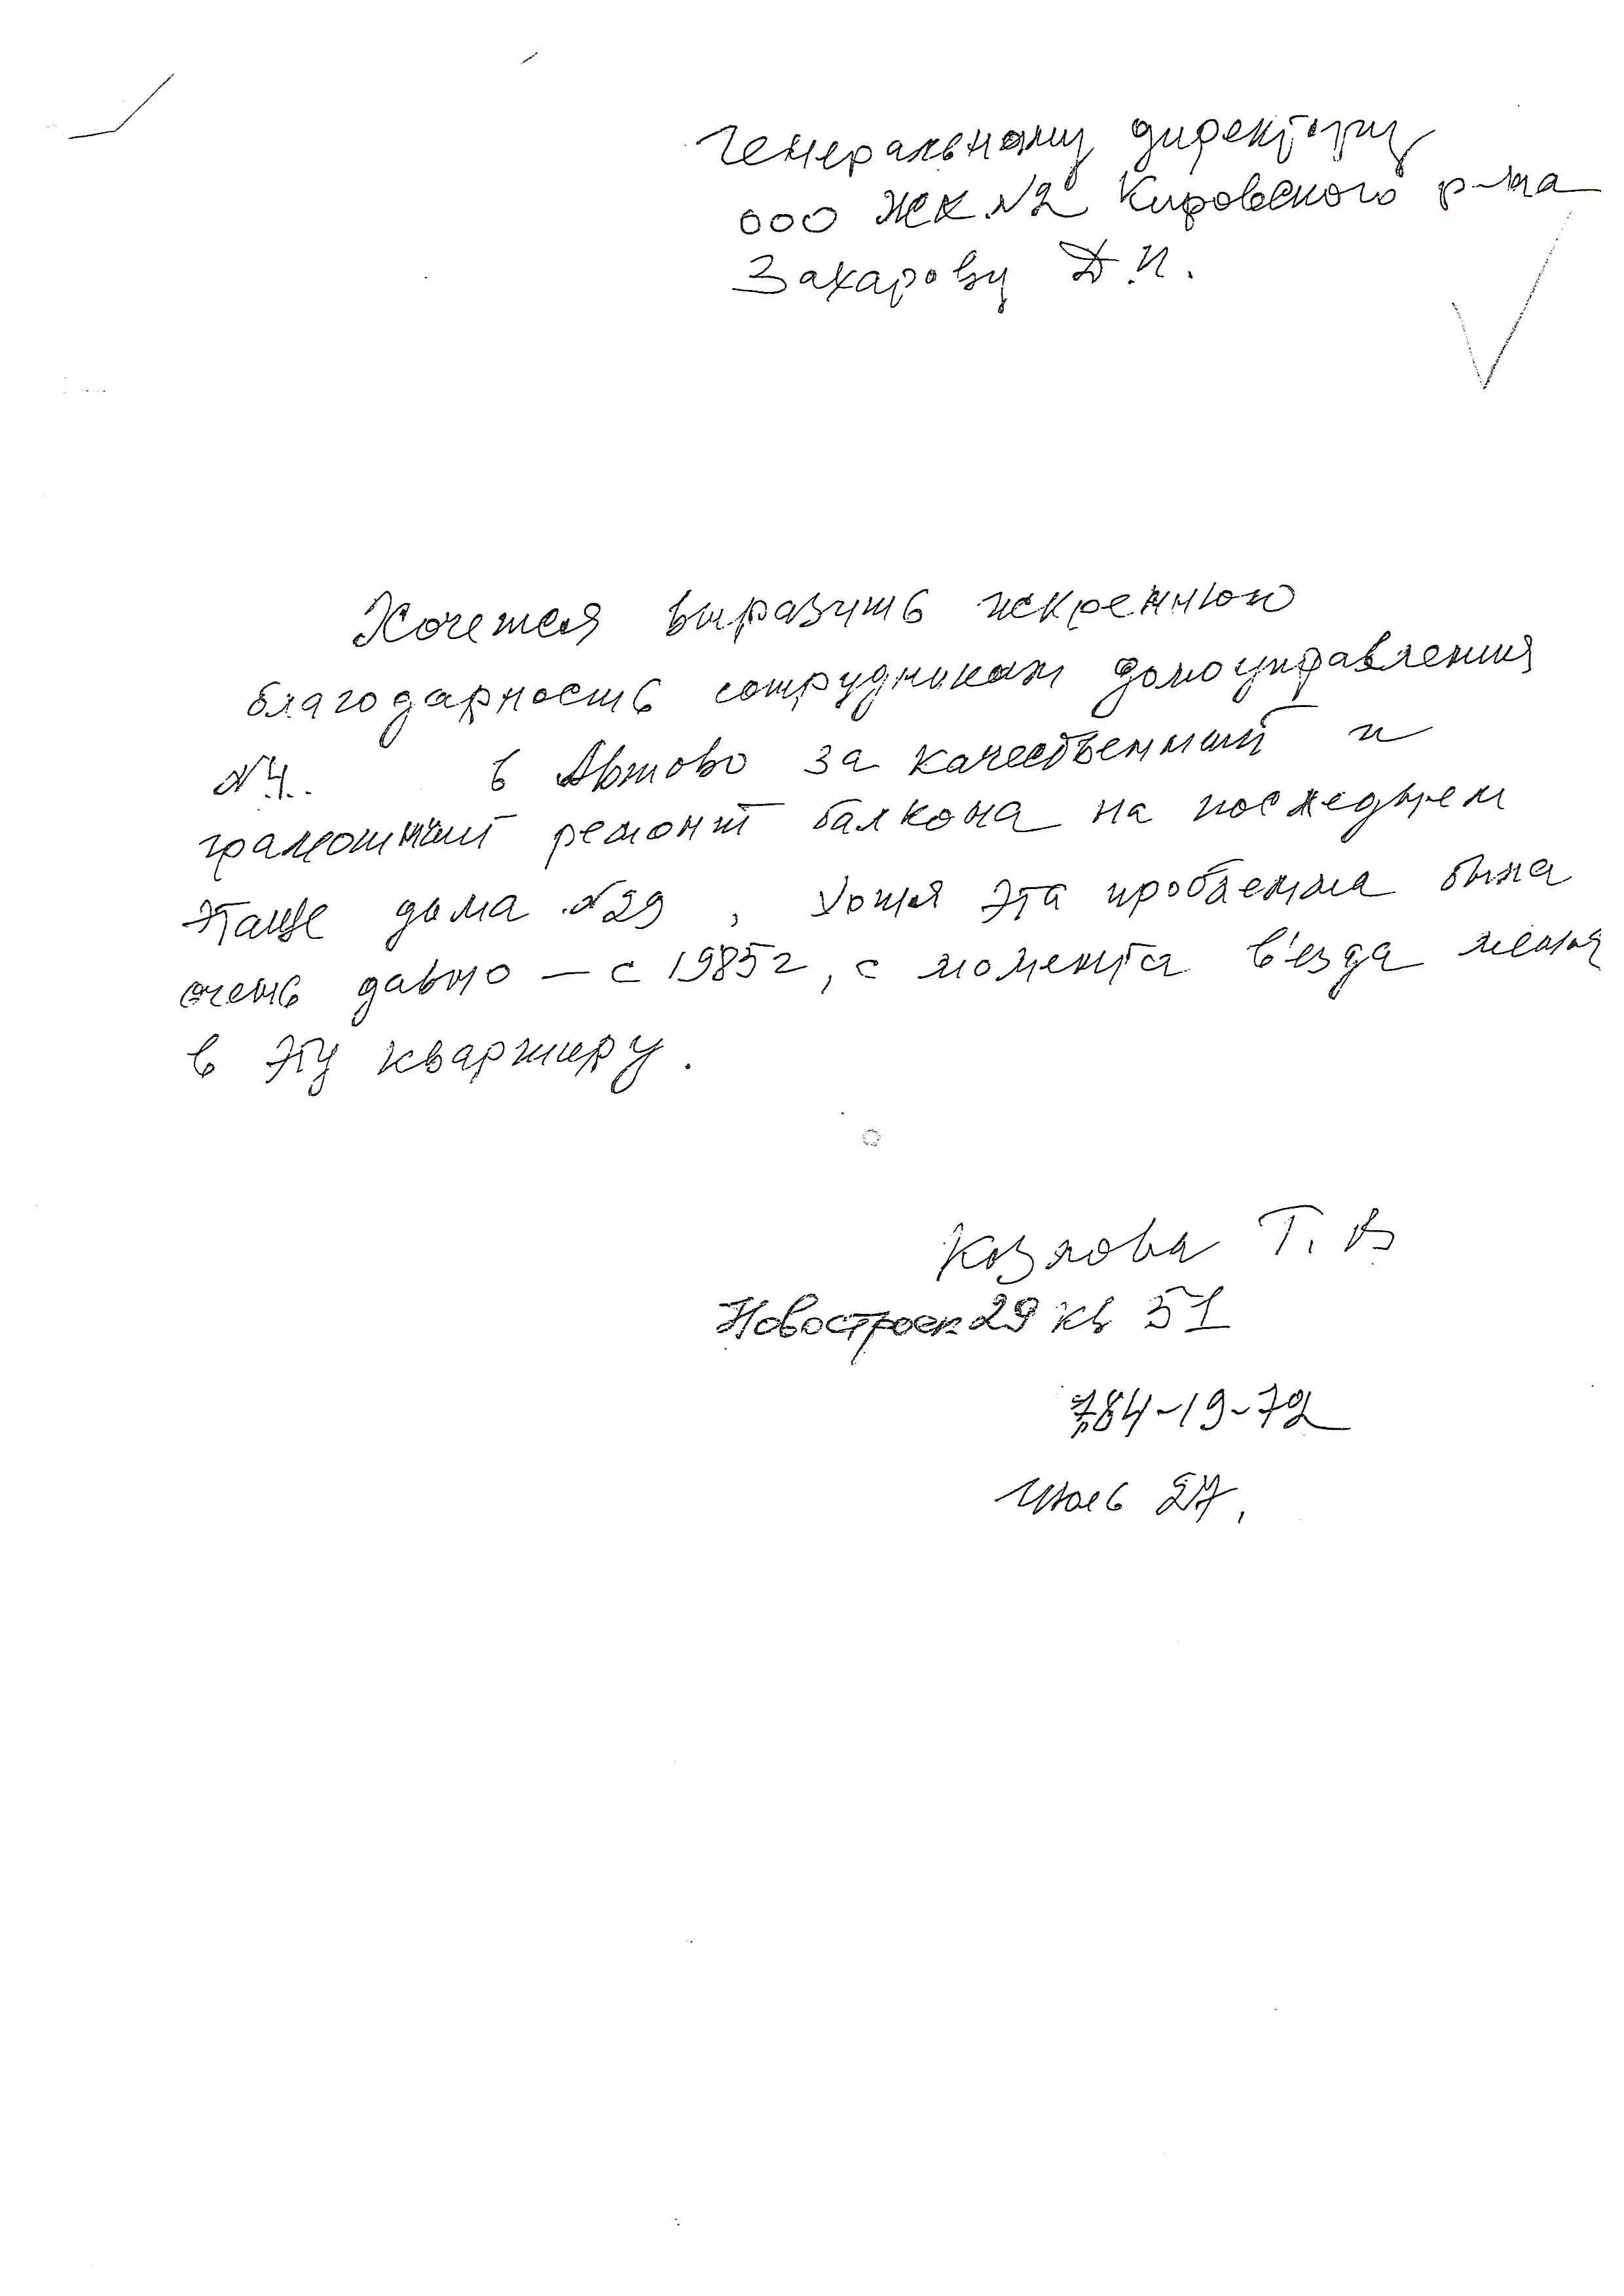 Генеральному директору
ООО ЖК №2 Кировского р-на
Захарову Д.И.
Хочется выразить искреннюю
благодарность сотрудникам домоуправления
№4. в Автово за качественный и
грамотный ремонт балкона на последнем
этаже дома №29, хотя эта проблемма была
очень давно – с 1985г, с момента в'езда меня
в эту квартиру.
Козлова Т. В
Новостроек 29 кв 51
784-19-72
Июль 27.